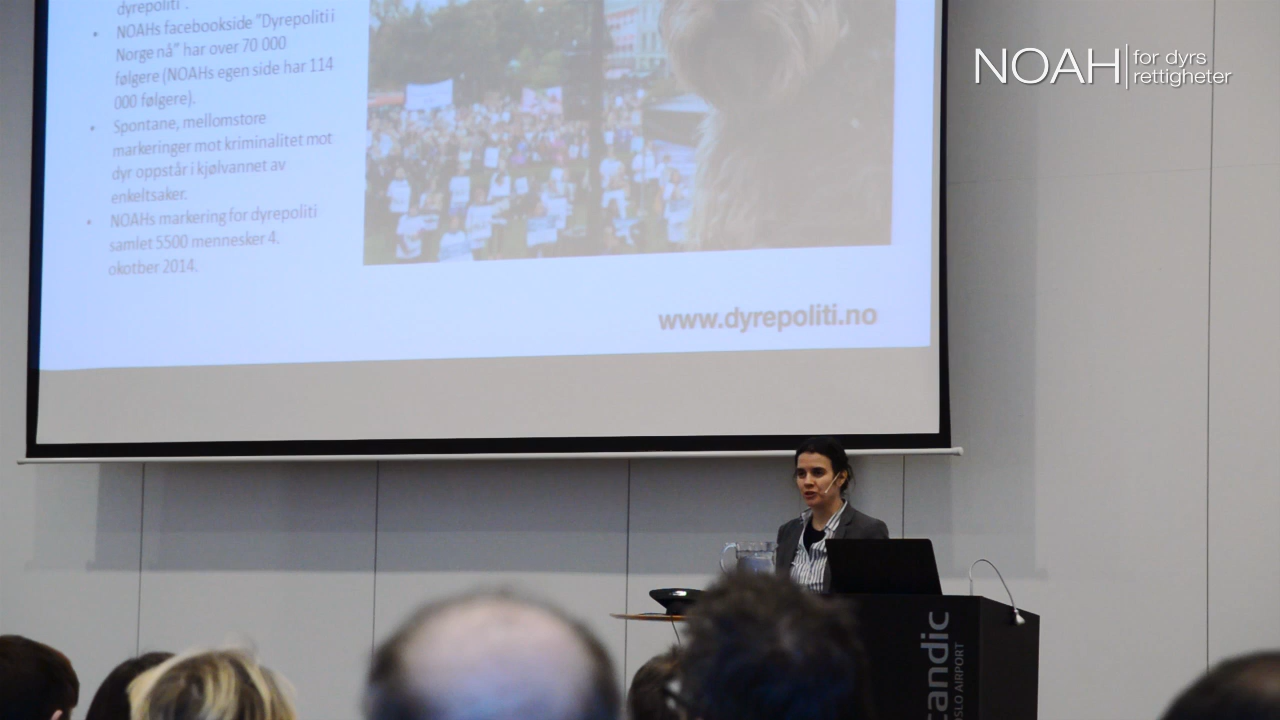 dyrepoliti".
• NOAHs facebookside "Dyrepoliti i
Norge nå" har over 70 000
følgere (NOAHs egen side har 114
000 følgere).
• Spontane, mellomstore
markeringer mot kriminalitet mot
dyr oppstår i kjølvannet av
enkeltsaker.
• NOAHs markering for dyrepoliti
samlet 5500 mennesker 4.
okotber 2014.
www.dyrepoliti.no
NOAH for dyrs
rettigheter
candic
OSLO AIRPORT